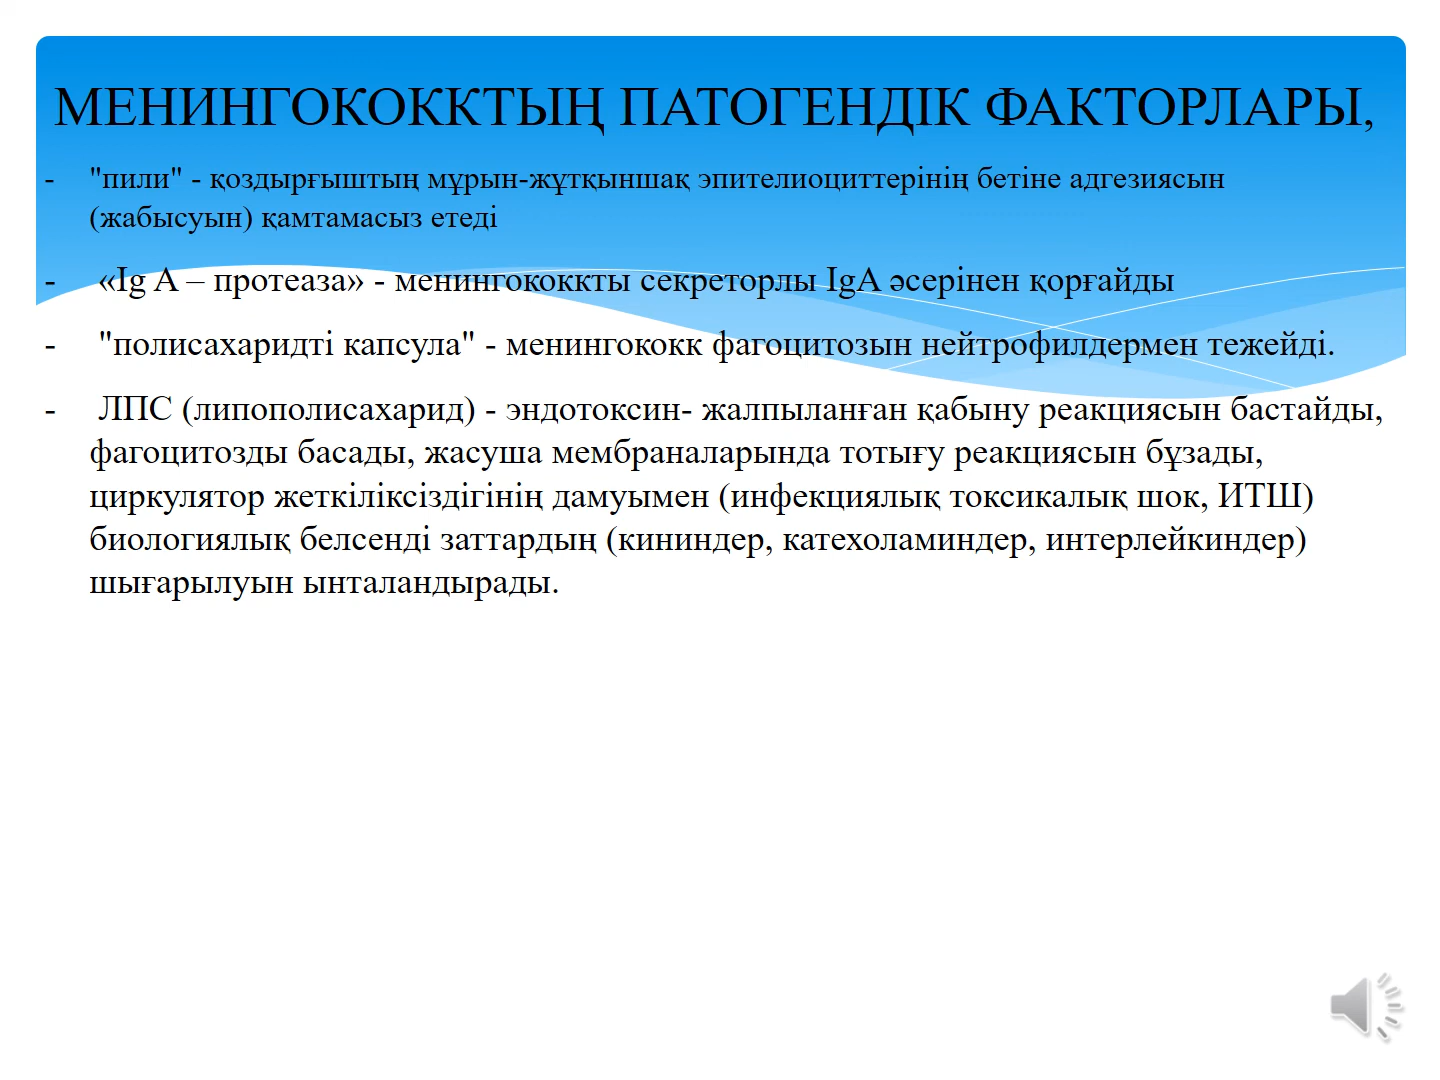 МЕНИНГОКОККТЫҢ ПАТОГЕНДІК ФАКТОРЛАРЫ,
- "пили" - қоздырғыштың мұрын-жұтқыншақ эпителиоциттерінің бетіне адгезиясын
(жабысуын) қамтамасыз етеді
- «Ig A – протеаза» - менингококкты секреторлы IgA әсерінен қорғайды
- "полисахаридті капсула" - менингококк фагоцитозын нейтрофилдермен тежейді.
- ЛПС (липополисахарид) - эндотоксин- жалпыланған қабыну реакциясын бастайды,
фагоцитозды басады, жасуша мембраналарында тотығу реакциясын бұзады,
циркулятор жеткіліксіздігінің дамуымен (инфекциялық токсикалық шок, ИТШ)
биологиялық белсенді заттардың (кининдер, катехоламиндер, интерлейкиндер)
шығарылуын ынталандырады.